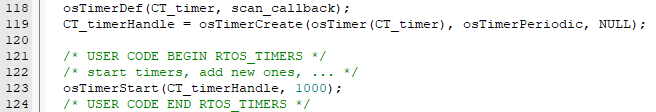 118 osTimerDef(CT_timer, scan_callback);
119 CT_timerHandle = osTimerCreate(osTimer(CT_timer), osTimerPeriodic, NULL);
120
121 /* USER CODE BEGIN RTOS_TIMERS */
122 /* start timers, add new ones, ... */
123 osTimerStart(CT_timerHandle, 1000);
124 /* USER CODE END RTOS_TIMERS */